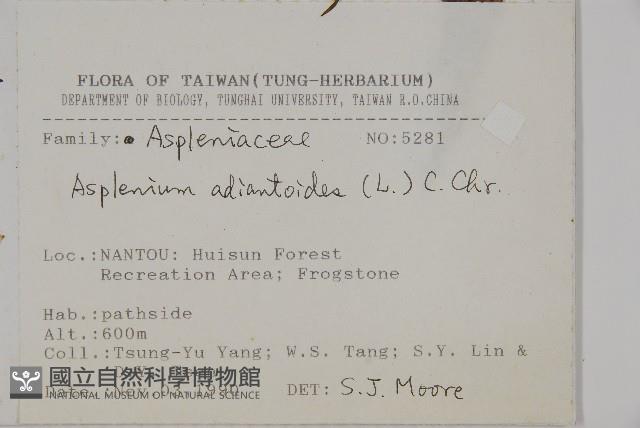 FLORA OF TAIWAN(TUNG-HERBARIUM)
DEPARTMENT OF BIOLOGY, TUNGHAI UNIVERSITY, TAIWAN R.O.CHINA
Family: Aspleniaceae NO:5281
Asplenium adiantoides (L.) C. Chr.
Loc.:NANTOU: Huisun Forest
Recreation Area; Frogstone
Hab.:pathside
Alt.:600m
Coll.:Tsung-Yu Yang; W.S. Tang; S.Y. Lin &
國立自然科學博物館
NATIONAL MUSEUM OF NATURAL SCIENCE
DET: S.J. Moore